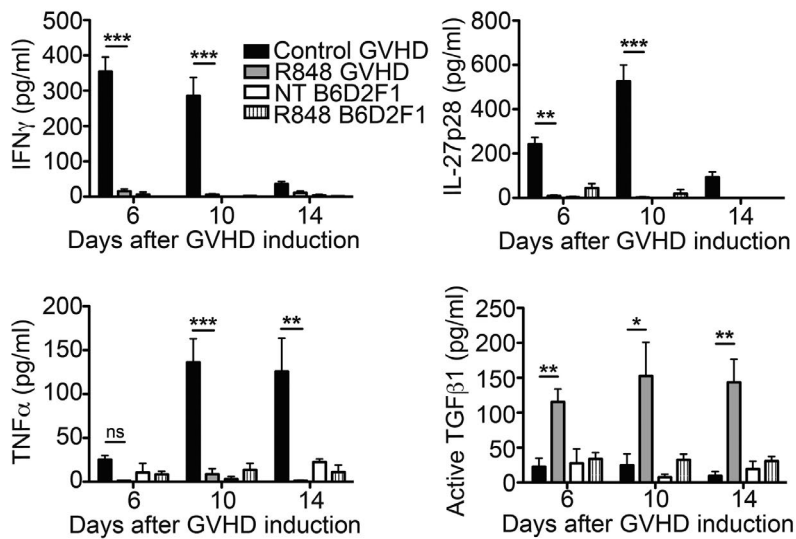 IFNγ (pg/ml)
500
400
300
200
100
0
***
***
Control GVHD
R848 GVHD
NT B6D2F1
R848 B6D2F1
6 10 14
Days after GVHD induction
IL-27p28 (pg/ml)
800
600
400
200
0
**
***
6 10 14
Days after GVHD induction
TNFα (pg/ml)
200
150
100
50
0
ns
***
**
6 10 14
Days after GVHD induction
Active TGFβ1 (pg/ml)
250
200
150
100
50
0
**
*
**
6 10 14
Days after GVHD induction